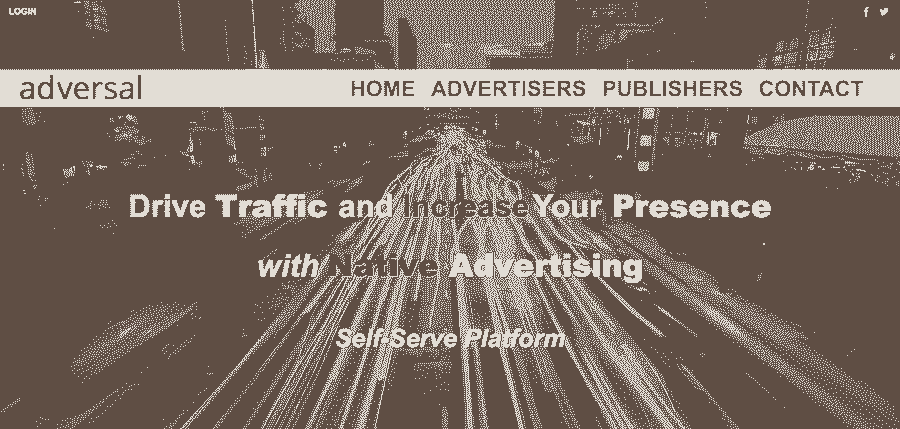 LOGIN
adversal HOME ADVERTISERS PUBLISHERS CONTACT
Drive Traffic and Increase Your Presence
with Native Advertising
Self-Serve Platform